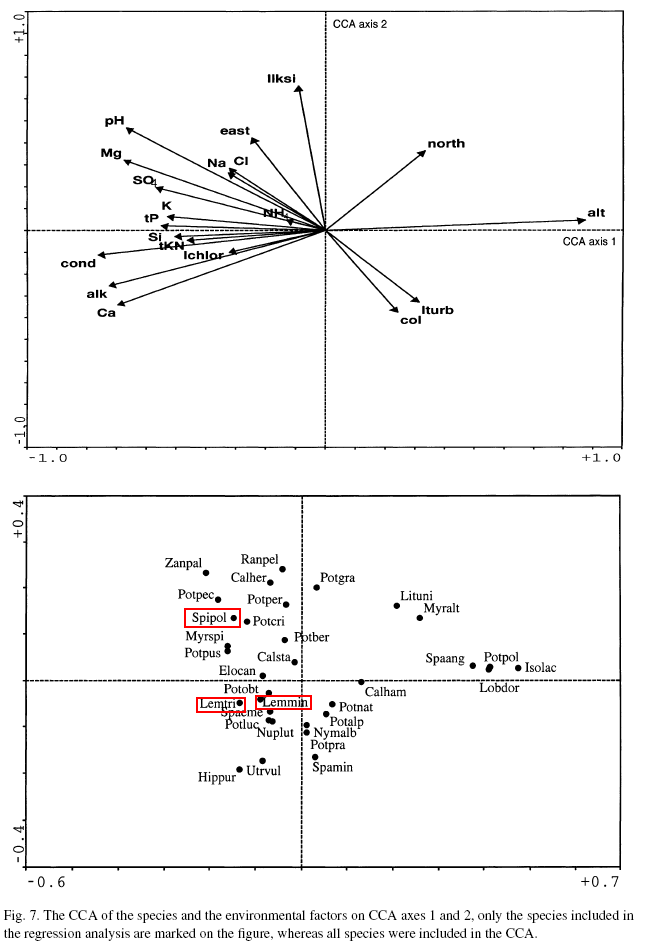 +1.0
CCA axis 2
llksi
pH
east
north
Mg
Na Cl
SO4
K
NH4
alt
tP
Si
CCA axis 1
tKN
lchlor
cond
alk
Ca
lturb
col
-1.0
-1.0
+1.0
+0.4
Zanpal
Ranpel
Calher
Potgra
Potpec
Potper
Lituni
Spipol
Potcri
Myralt
Myrspi
Potber
Potpus
Calsta
Spaang
Potpol
Elocan
Isolac
Potobt
Calham
Lobdor
Lemtri
Lemmin
Potnat
Spaeme
Potalp
Potluc
Nuplut
Nymalb
Potpra
Hippur
Utrvul
Spamin
-0.4
-0.6
+0.7
Fig. 7. The CCA of the species and the environmental factors on CCA axes 1 and 2, only the species included in
the regression analysis are marked on the figure, whereas all species were included in the CCA.